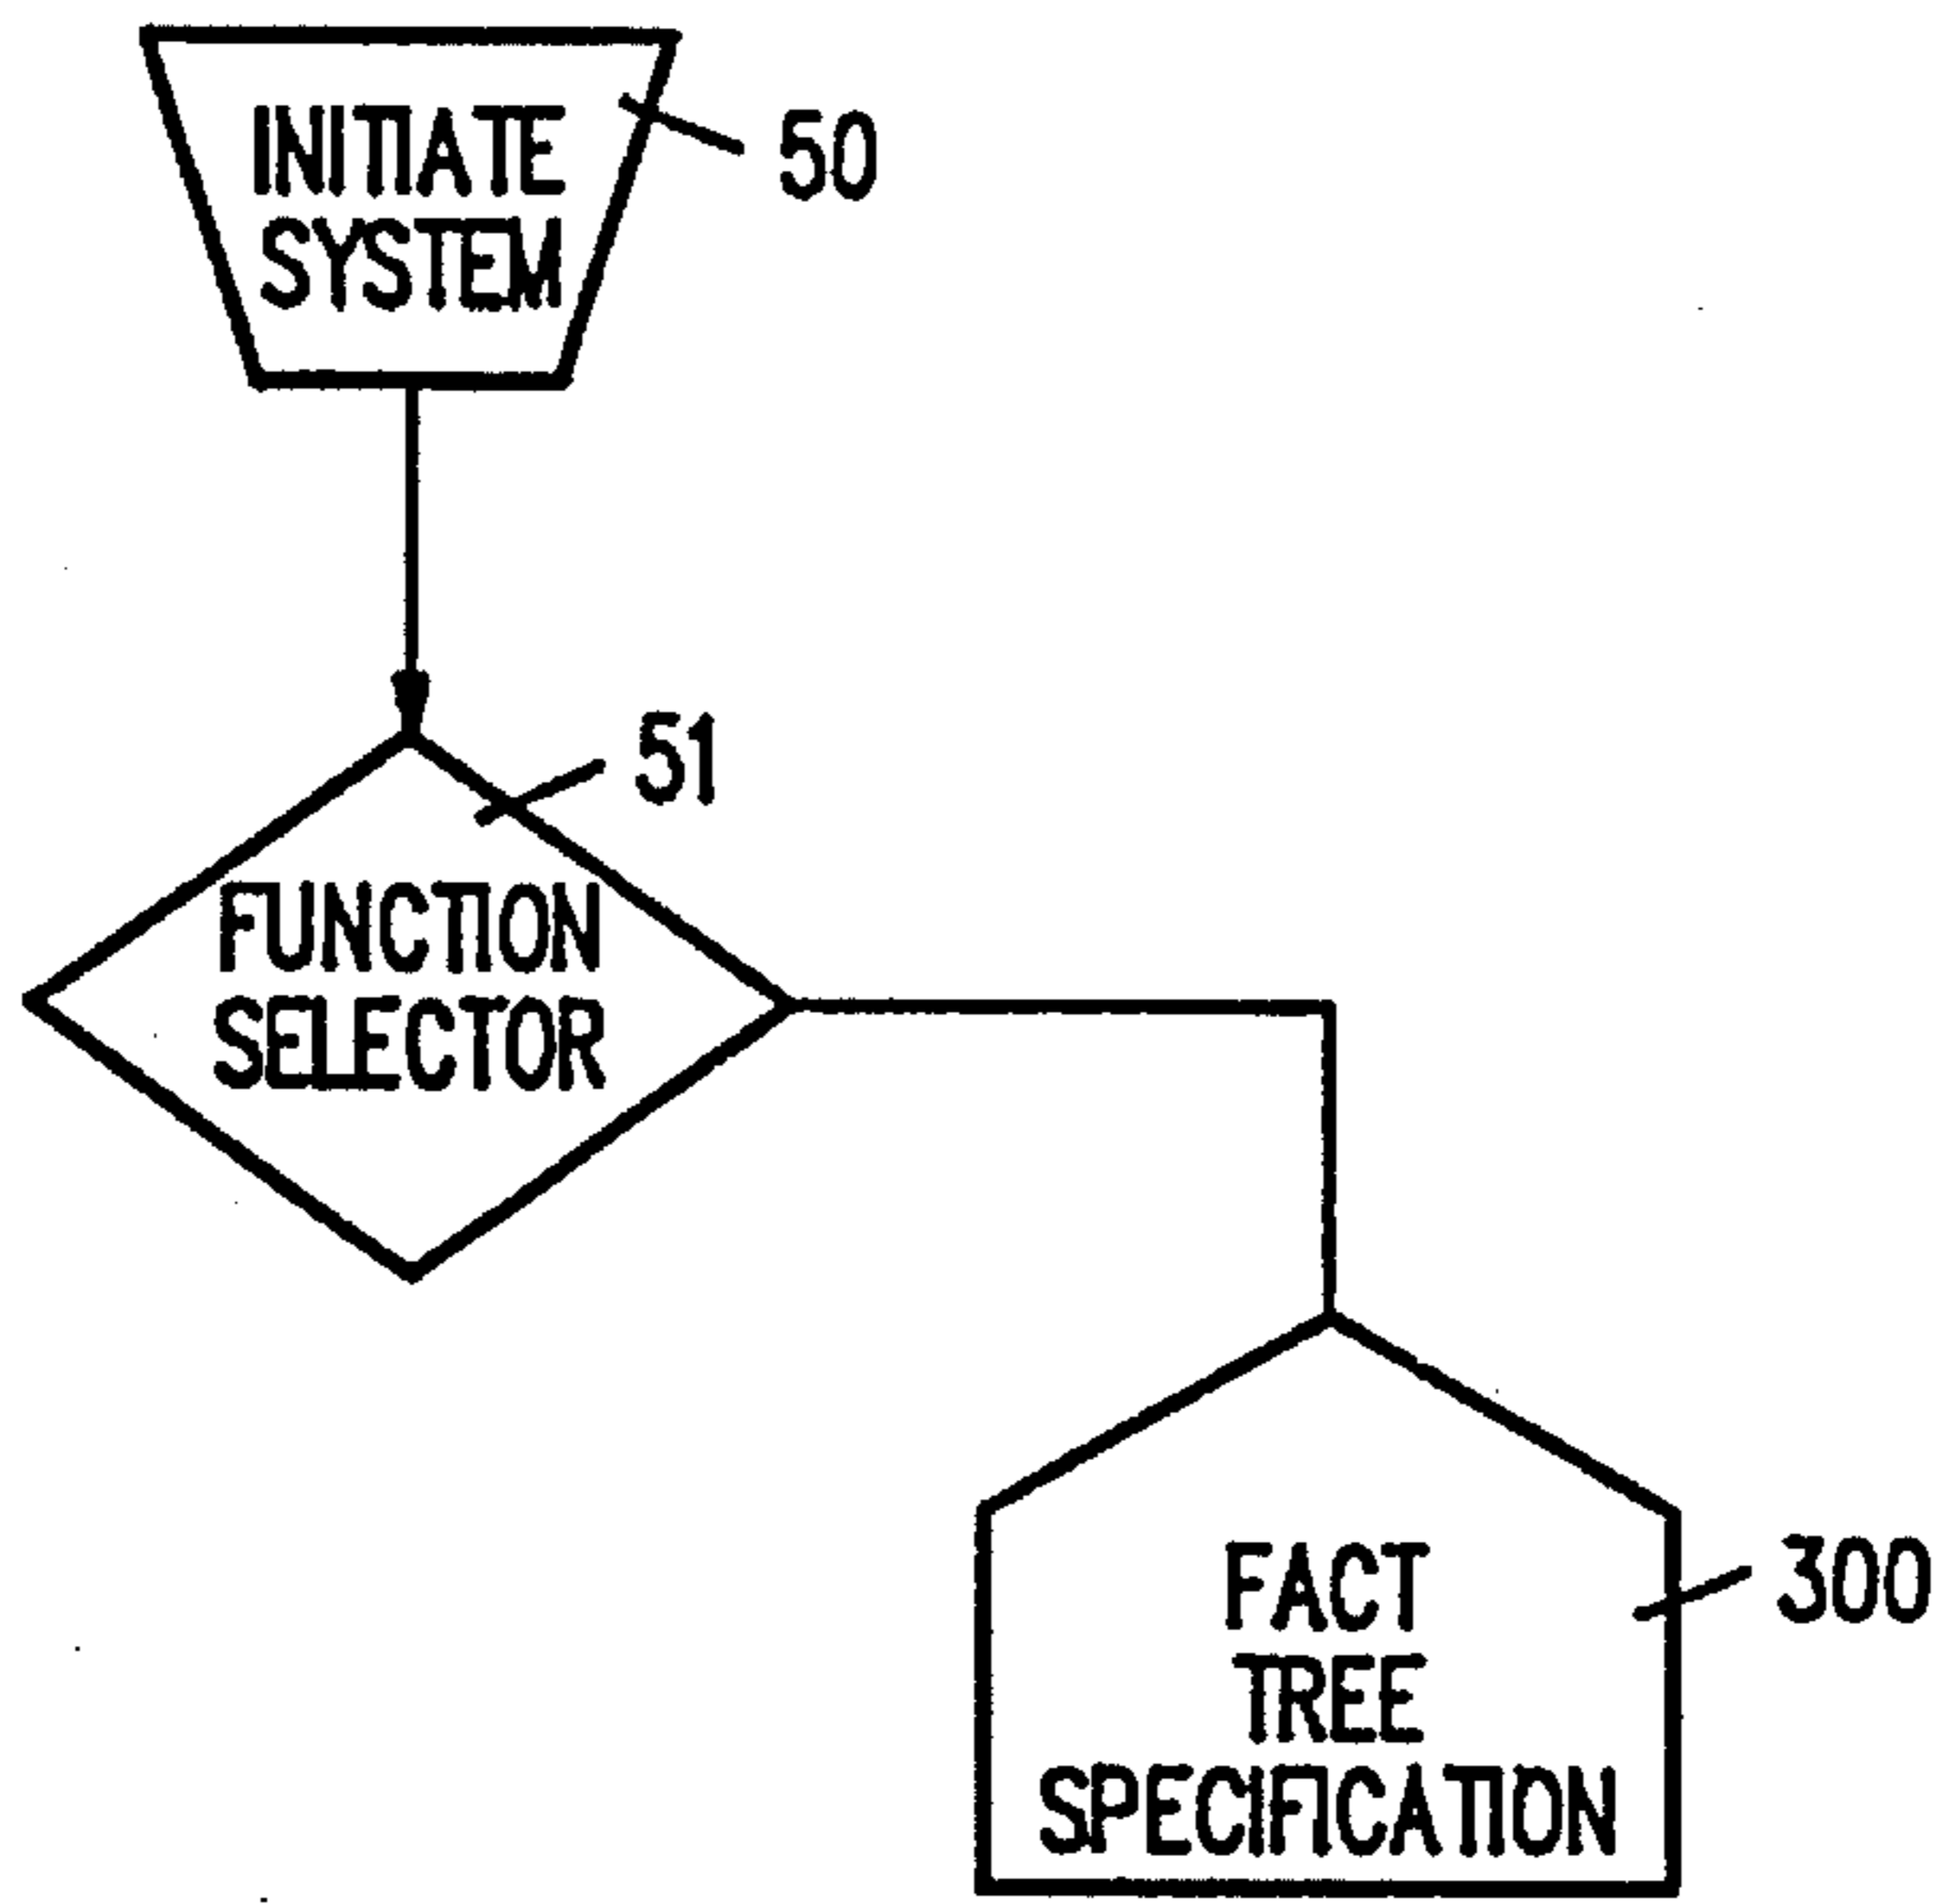 INITIATE
SYSTEM
50
51
FUNCTION
SELECTOR
FACT
TREE
SPECIFICATION
300